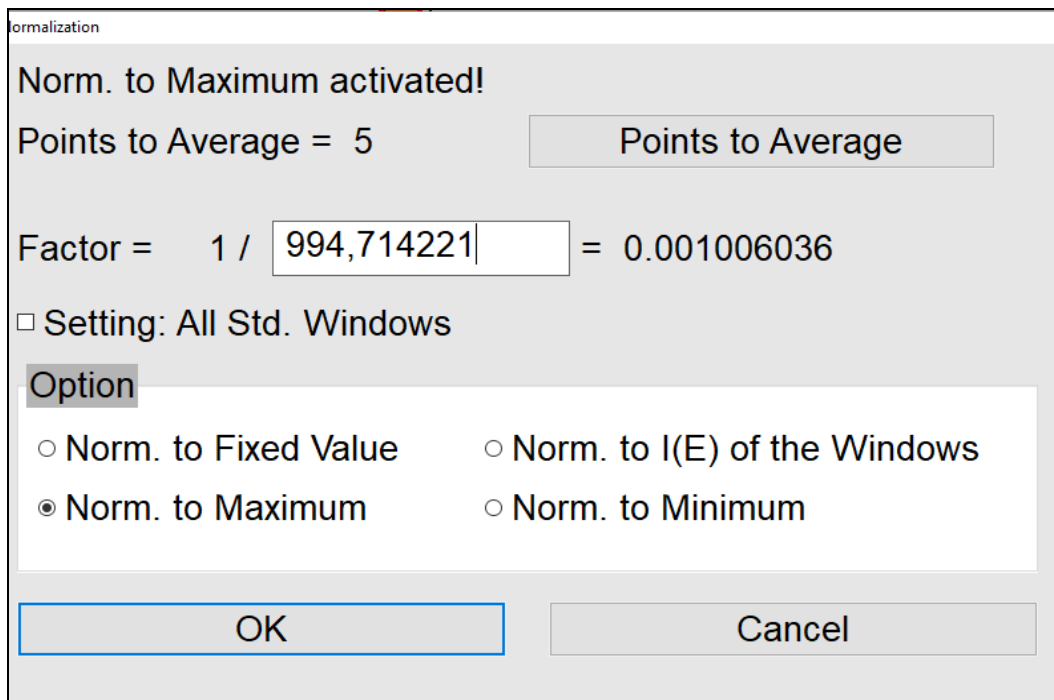 ormalization
Norm. to Maximum activated!
Points to Average = 5
Points to Average
Factor = 1 / 994,714221 = 0.001006036
Setting: All Std. Windows
Option
Norm. to Fixed Value
Norm. to I(E) of the Windows
Norm. to Maximum
Norm. to Minimum
OK
Cancel